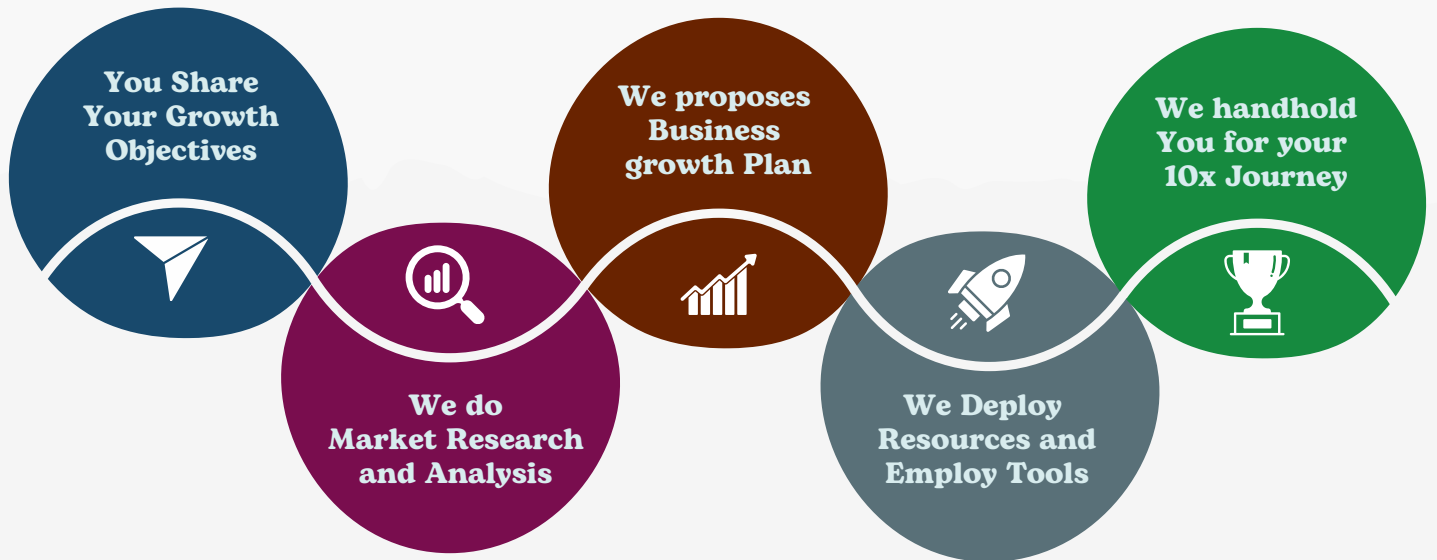 You Share
Your Growth
Objectives
We do
Market Research
and Analysis
We proposes
Business
growth Plan
We Deploy
Resources and
Employ Tools
We handhold
You for your
10x Journey